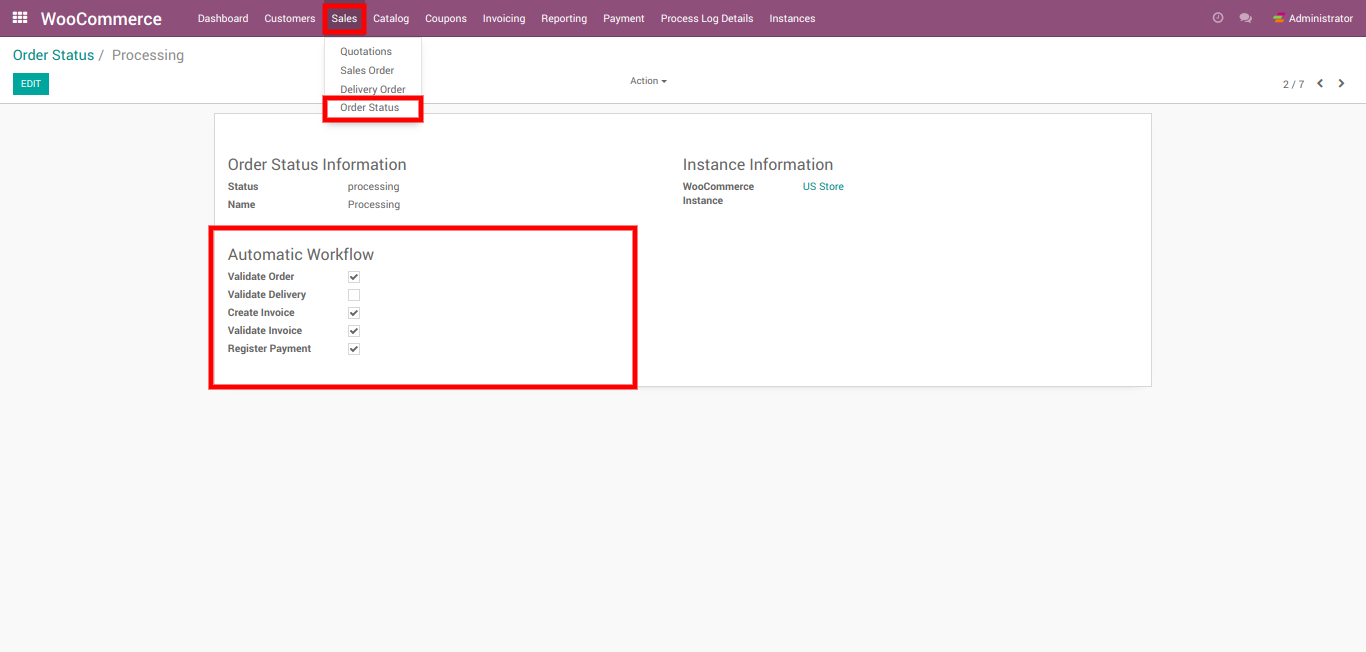 WooCommerce Dashboard Customers Sales Catalog Coupons Invoicing Reporting Payment Process Log Details Instances Administrator
Order Status / Processing
EDIT
Quotations
Sales Order
Delivery Order
Order Status
Action
2 / 7
Order Status Information
Status processing
Name Processing
Instance Information
WooCommerce US Store
Instance
Automatic Workflow
Validate Order
Validate Delivery
Create Invoice
Validate Invoice
Register Payment